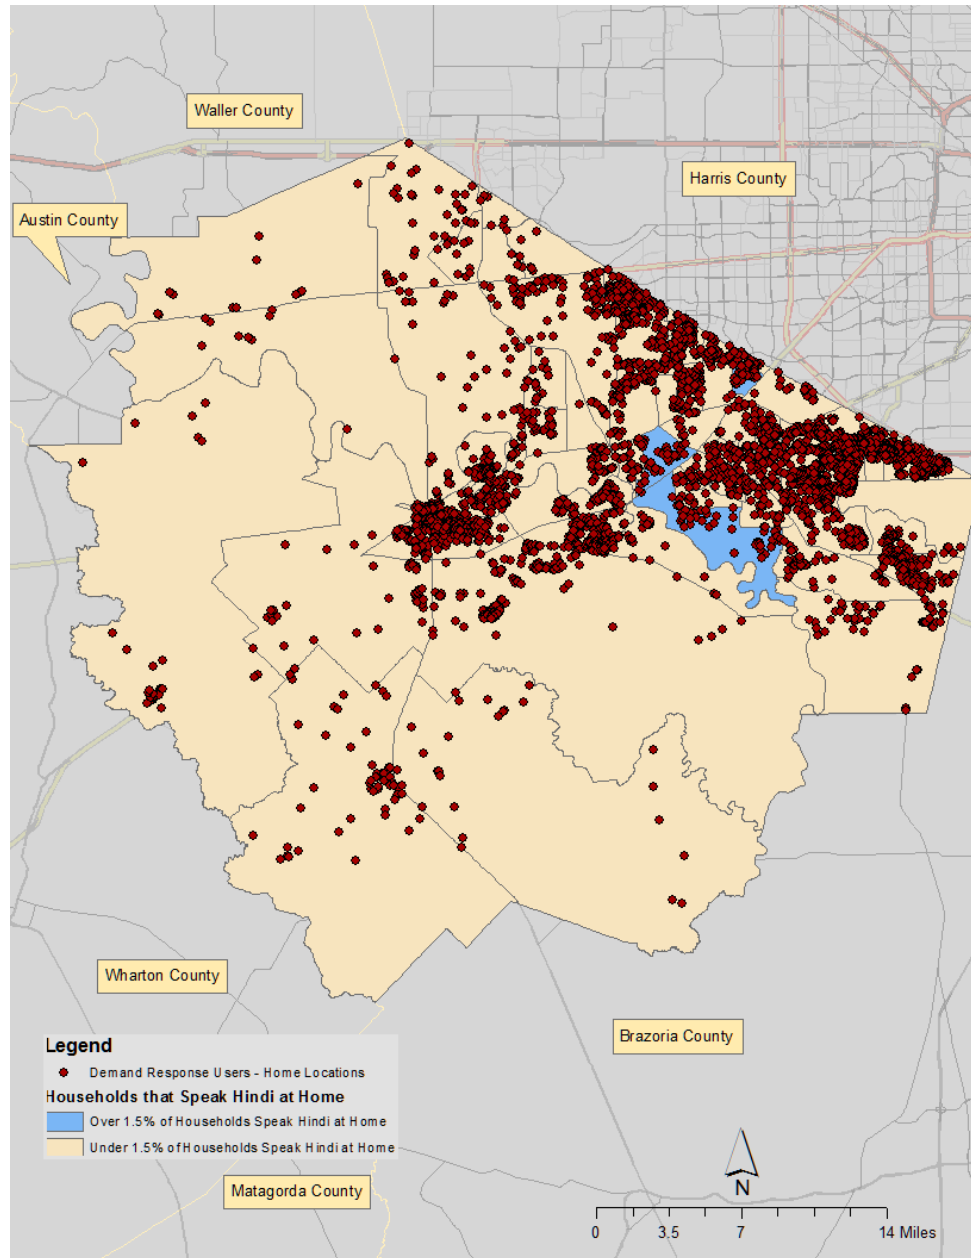 Waller County
Harris County
Austin County
Wharton County
Brazoria County
Legend
Demand Response Users - Home Locations
Households that Speak Hindi at Home
Over 1.5% of Households Speak Hindi at Home
Under 1.5% of Households Speak Hindi at Home
Matagorda County
N
0 3.5 7 14 Miles